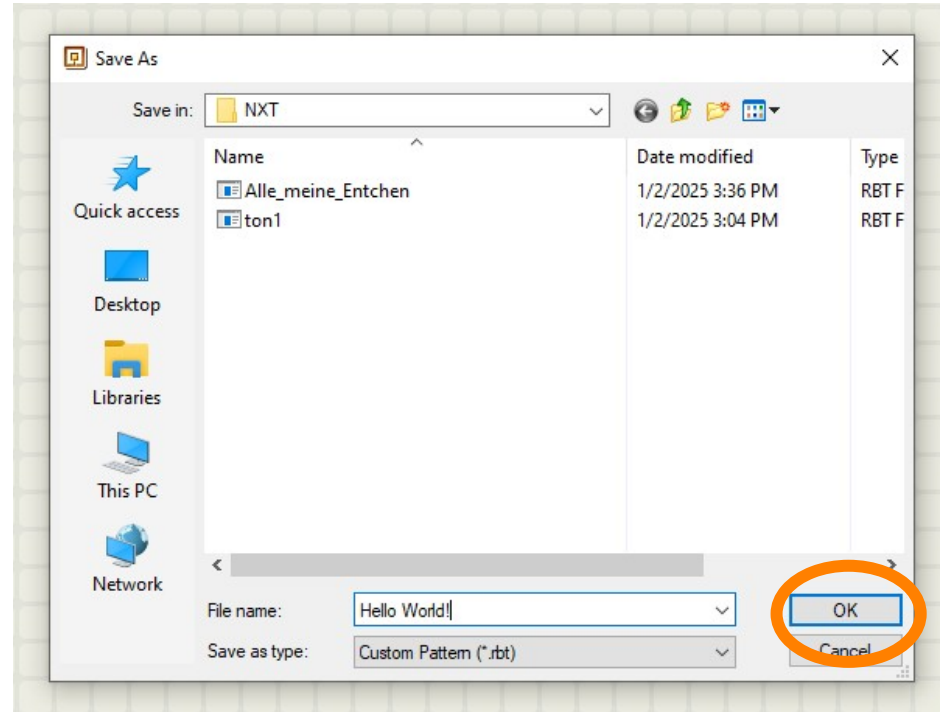 Save As
Save in: NXT
Name Date modified Type
Alle_meine_Entchen 1/2/2025 3:36 PM RBT F
ton1 1/2/2025 3:04 PM RBT F
Quick access
Desktop
Libraries
This PC
Network
File name: Hello World! OK
Save as type: Custom Pattern (*.rbt) Cancel